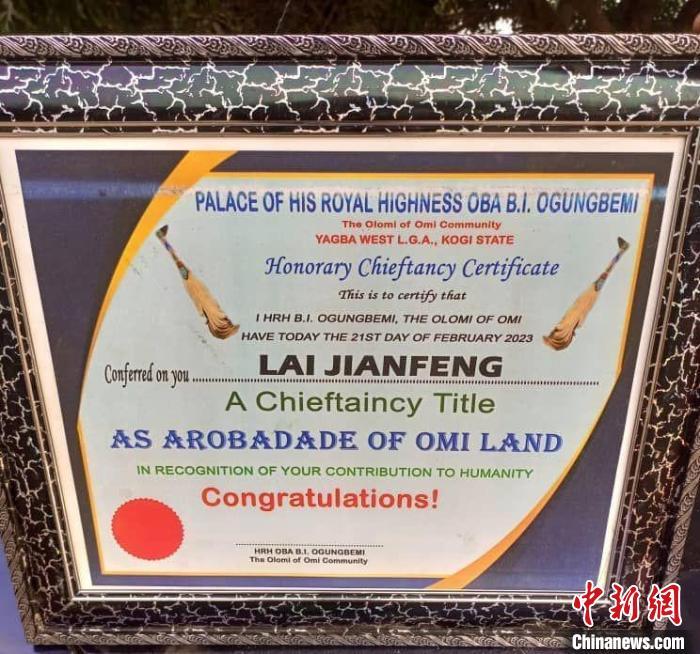 PALACE OF HIS ROYAL HIGHNESS OBA B.I. OGUNGBEMI
The Olomi of Omi Community
YAGBA WEST L.G.A., KOGI STATE
Honorary Chieftancy Certificate
This is to certify that
I HRH B.I. OGUNGBEMI, THE OLOMI OF OMI
HAVE TODAY THE 21ST DAY OF FEBRUARY 2023
Conferred on you LAI JIANFENG
A Chieftaincy Title
AS AROBADADE OF OMI LAND
IN RECOGNITION OF YOUR CONTRIBUTION TO HUMANITY
Congratulations!
HRH OBA B.I. OGUNGBEMI
The Olomi of Omi Community
中新网
Chinanews.com